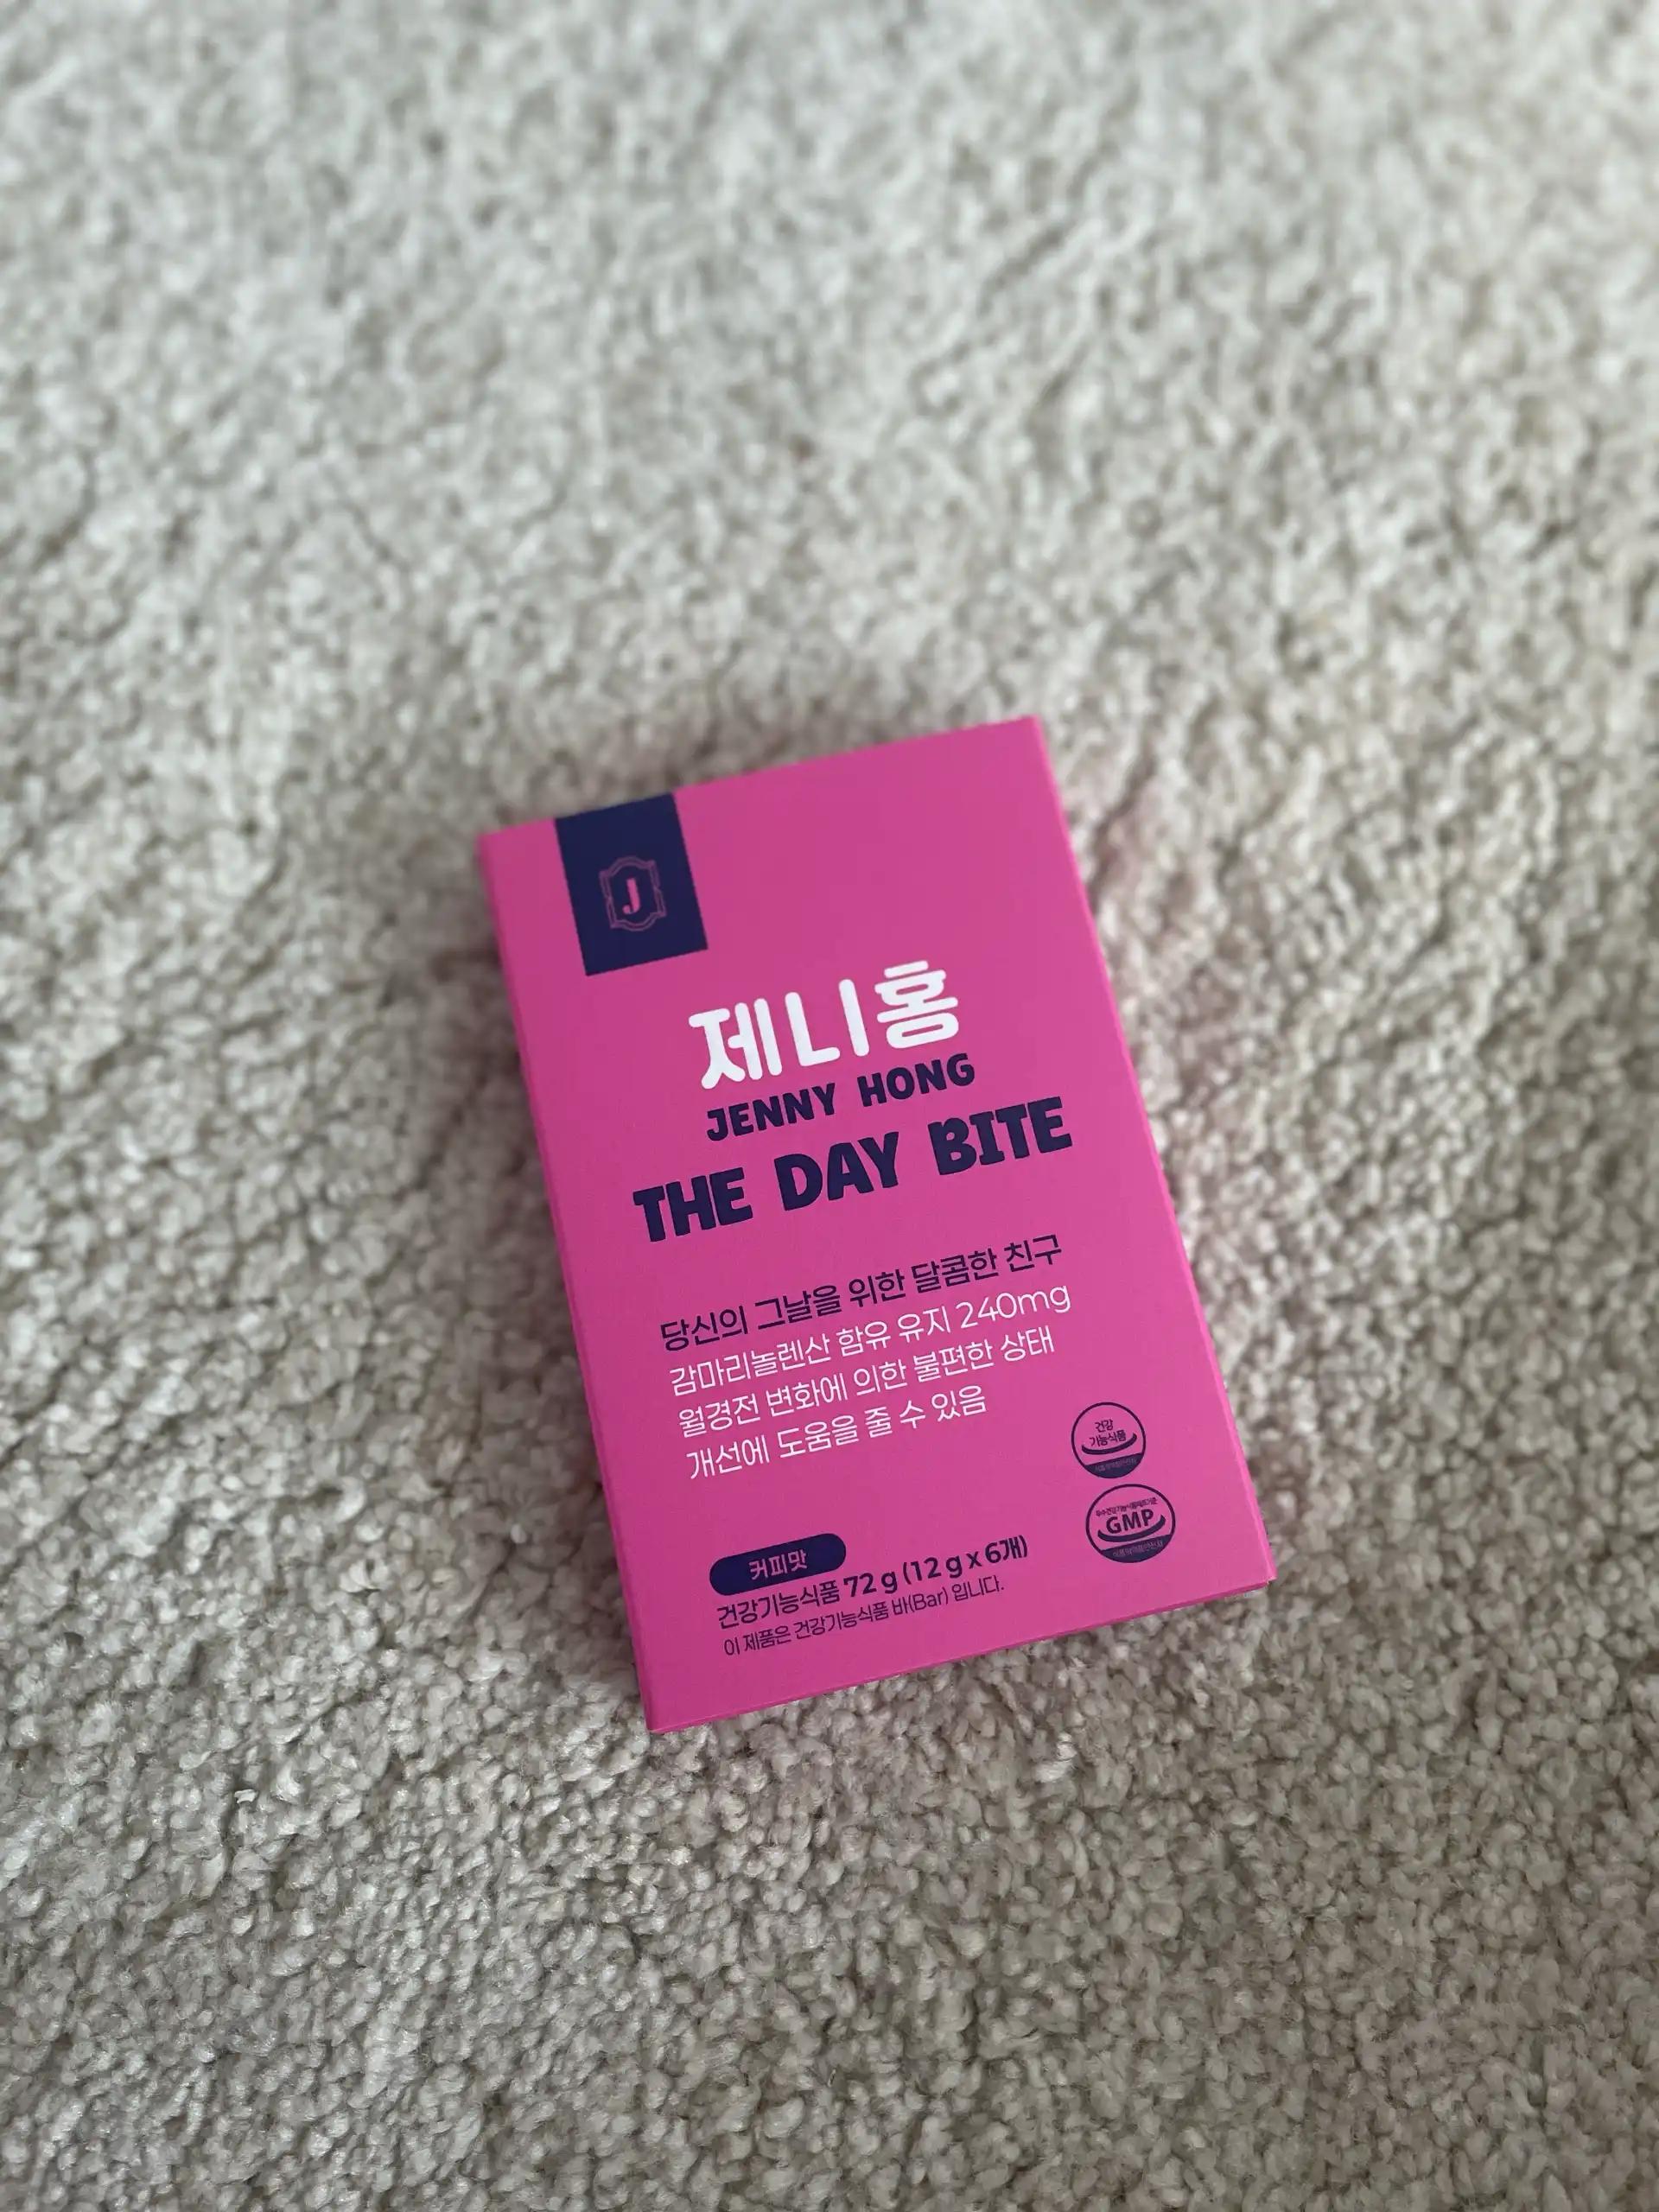 J
제니홍
JENNY HONG
THE DAY BITE
당신의 그날을 위한 달콤한 친구
감마리놀렌산 함유 유지 240mg
월경전 변화에 의한 불편한 상태
개선에 도움을 줄 수 있음
건강
기능식품
GMP
커피맛
건강기능식품 72 g (12 g x 6개)
이 제품은 건강기능식품 바(Bar) 입니다.